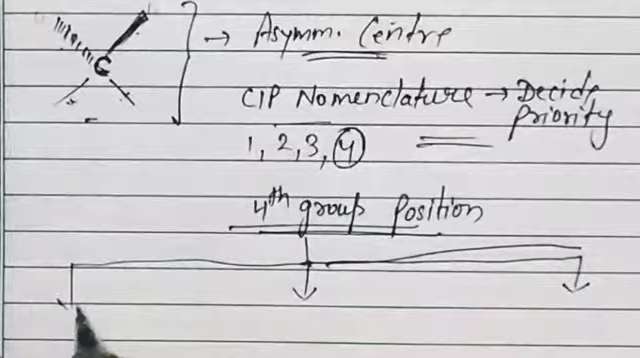 C
→ Asymm. Centre
CIP Nomenclature → Decide
priority
1, 2, 3, 4
4th group Position